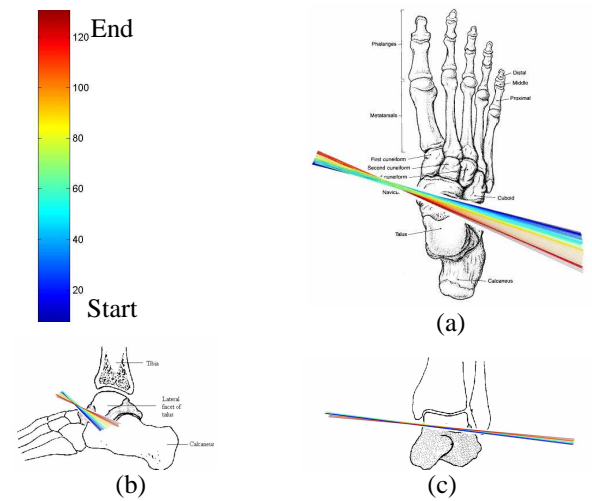 End
120
100
80
60
40
20
Start
Phalanges
Distal
Middle
Proximal
Metatarsals
First cuneiform
Second cuneiform
cuneiform
Cuboid
Talus
Calcaneus
(a)
Tibia
Lateral
facet of
talus
Calcaneus
(b)
(c)